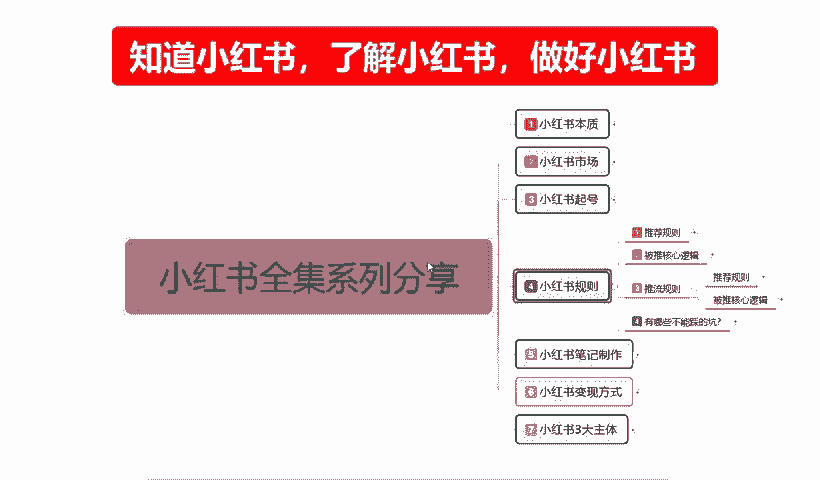 知道小红书，了解小红书，做好小红书
小红书全集系列分享
1 小红书本质
2 小红书市场
3 小红书起号
4 小红书规则
1 推荐规则
2 被推核心逻辑
3 推流规则
推荐规则
被推核心逻辑
4 有哪些不能踩的坑？
5 小红书笔记制作
6 小红书变现方式
7 小红书3大主体